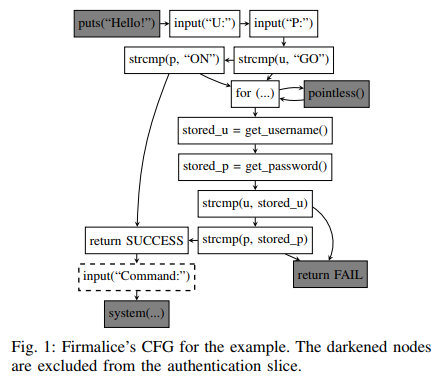 puts(“Hello!”) input(“U:”) input(“P:”)
strcmp(p, “ON”) strcmp(u, “GO”)
for (...) pointless()
stored_u = get_username()
stored_p = get_password()
strcmp(u, stored_u)
return SUCCESS strcmp(p, stored_p)
input(“Command:”) return FAIL
system(...)
Fig. 1: Firmalice’s CFG for the example. The darkened nodes
are excluded from the authentication slice.